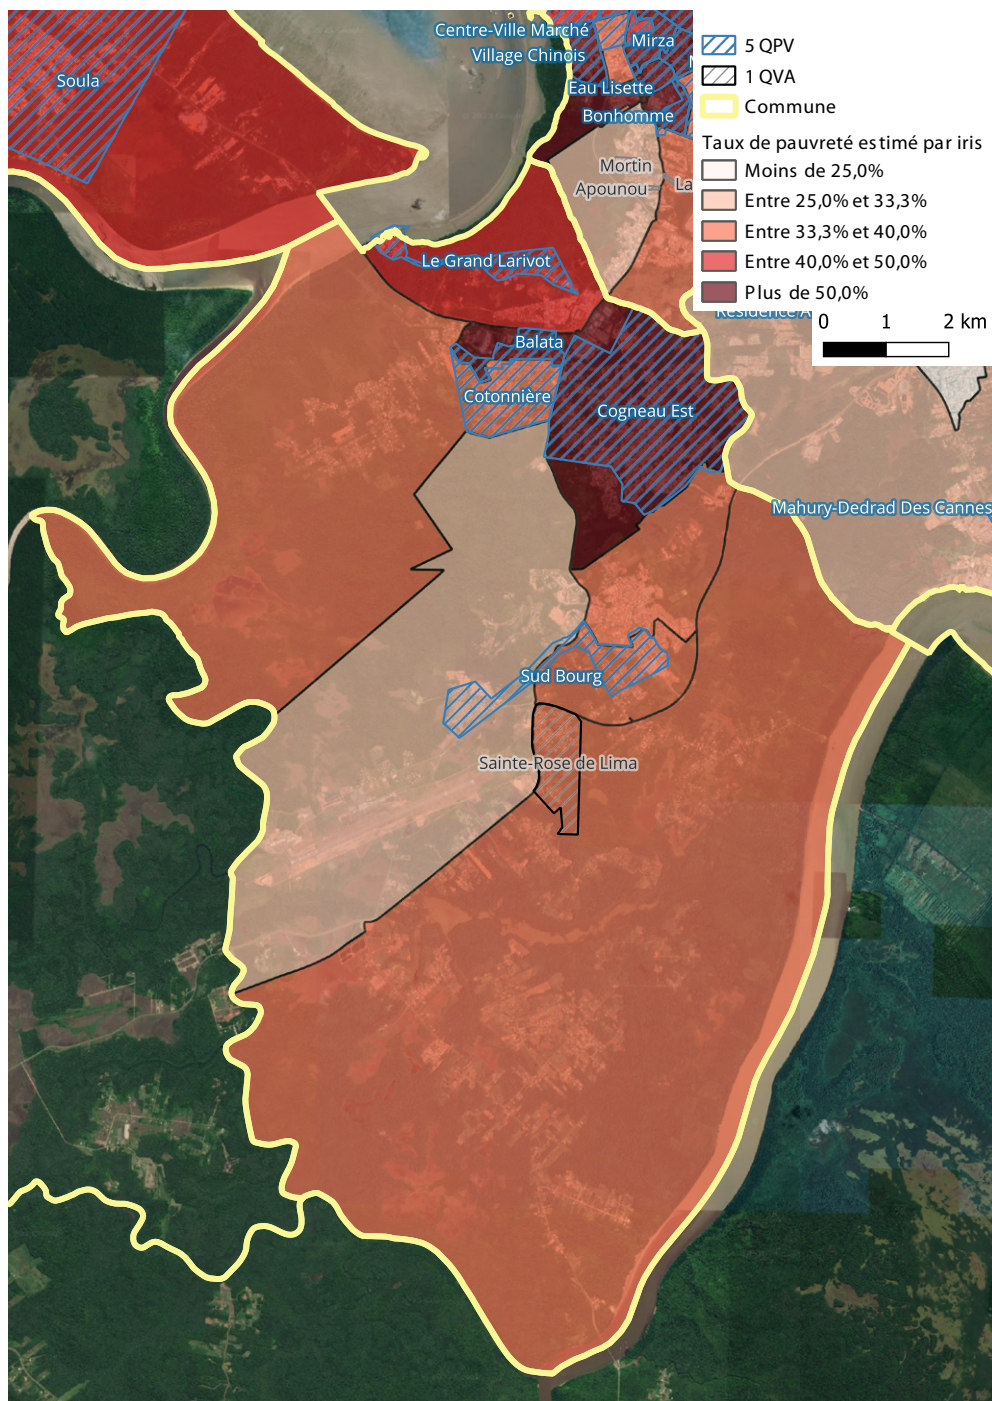 Centre-Ville Marché
Mirza
Village Chinois
Soula
Eau Lisette
Bonhomme
Mortin
Apounou
La
Le Grand Larivot
Balata
Cotonnière
Cogneau Est
Mahury-Dedrad Des Cannes
Sud Bourg
Sainte-Rose de Lima
5 QPV
1 QVA
Commune
Taux de pauvreté estimé par iris
Moins de 25,0%
Entre 25,0% et 33,3%
Entre 33,3% et 40,0%
Entre 40,0% et 50,0%
Plus de 50,0%
Résidence A
0 1 2 km